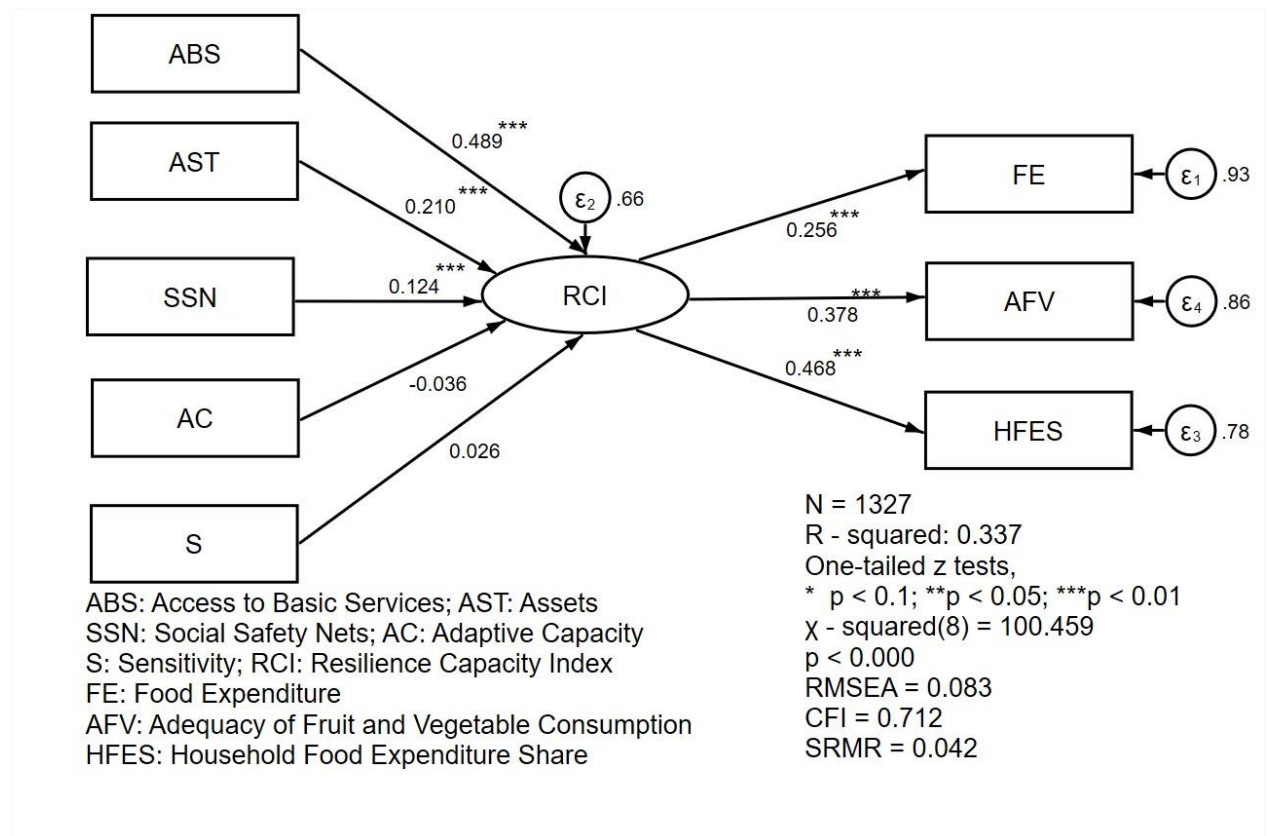 ABS
AST
SSN
AC
S
0.489***
0.210***
0.124***
-0.036
0.026
ε₂ .66
RCI
0.256***
0.378***
0.468***
FE
ε₁ .93
AFV
ε₄ .86
HFES
ε₃ .78
ABS: Access to Basic Services; AST: Assets
SSN: Social Safety Nets; AC: Adaptive Capacity
S: Sensitivity; RCI: Resilience Capacity Index
FE: Food Expenditure
AFV: Adequacy of Fruit and Vegetable Consumption
HFES: Household Food Expenditure Share
N = 1327
R - squared: 0.337
One-tailed z tests,
* p < 0.1; **p < 0.05; ***p < 0.01
χ - squared(8) = 100.459
p < 0.000
RMSEA = 0.083
CFI = 0.712
SRMR = 0.042